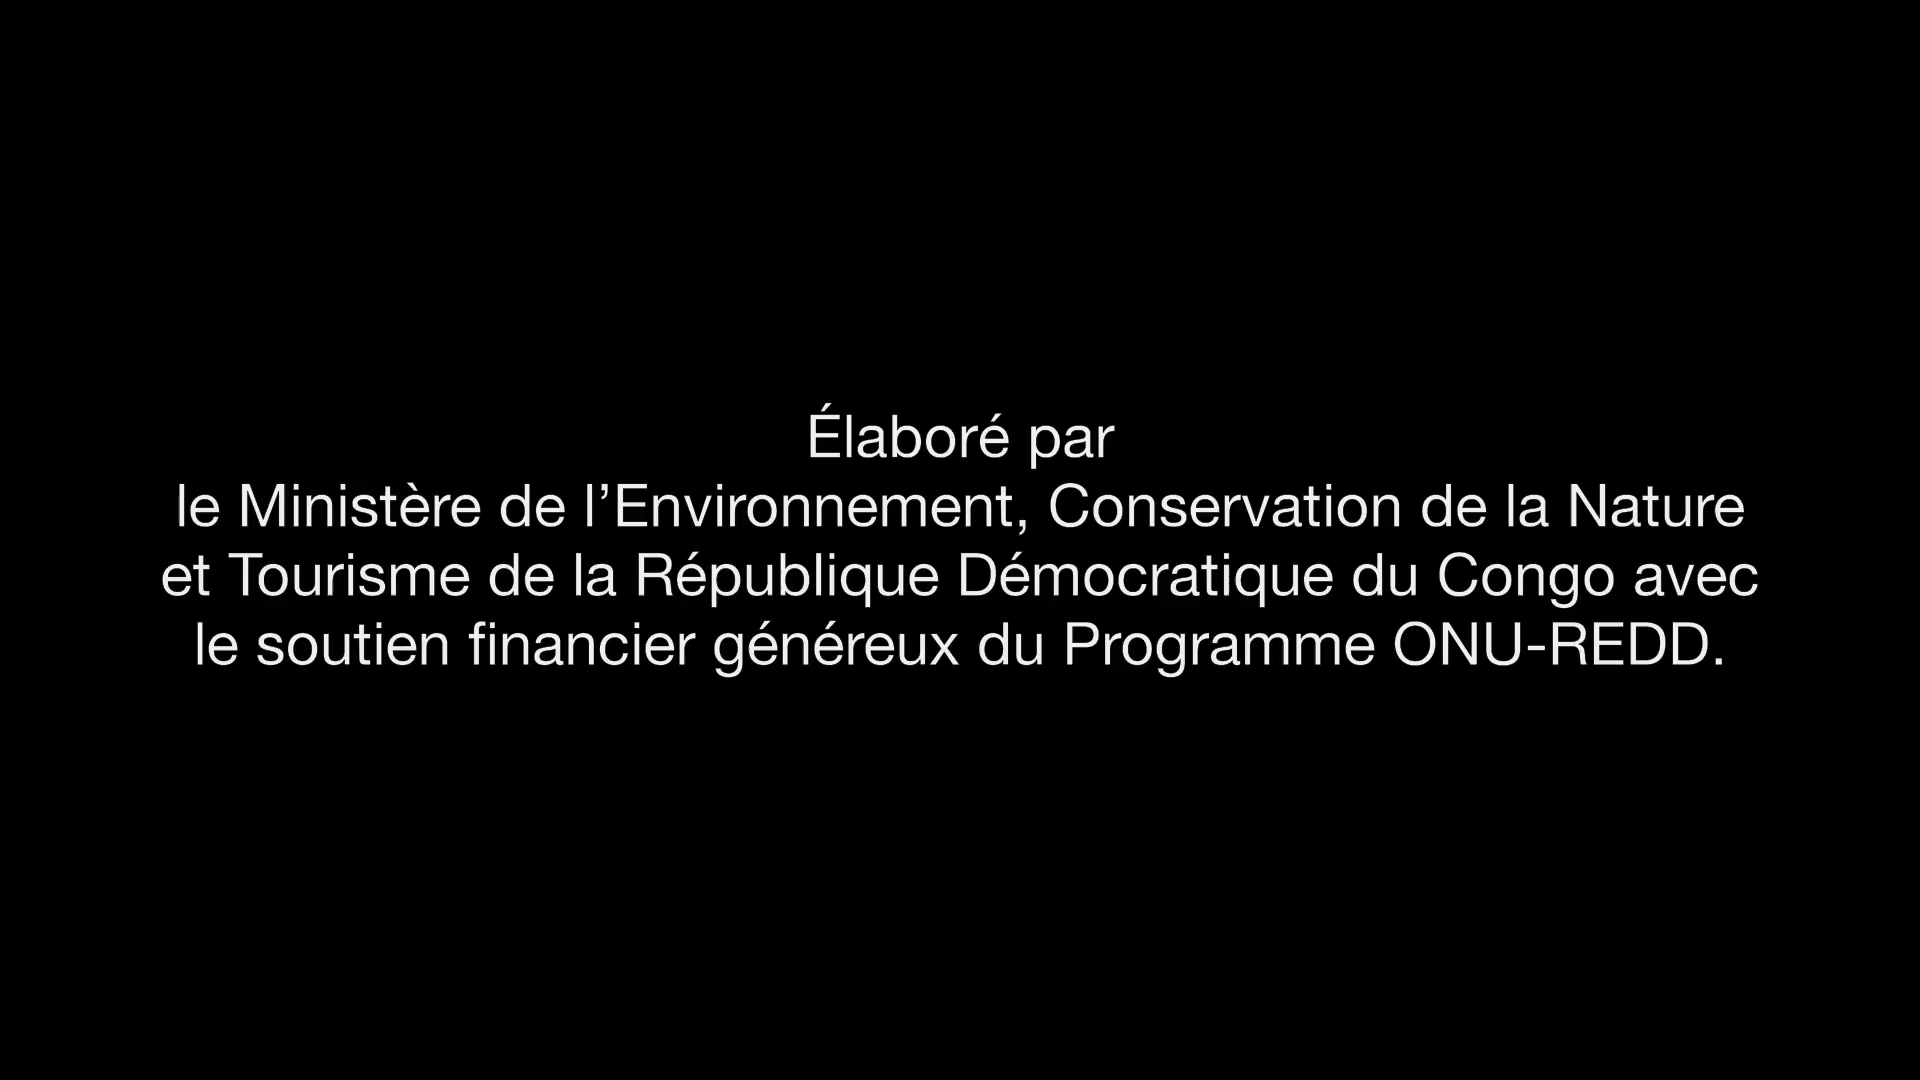 Élaboré par
le Ministère de l’Environnement, Conservation de la Nature
et Tourisme de la République Démocratique du Congo avec
le soutien financier généreux du Programme ONU-REDD.